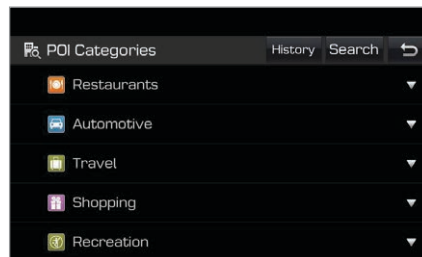 POI Categories History Search
Restaurants
Automotive
Travel
Shopping
Recreation